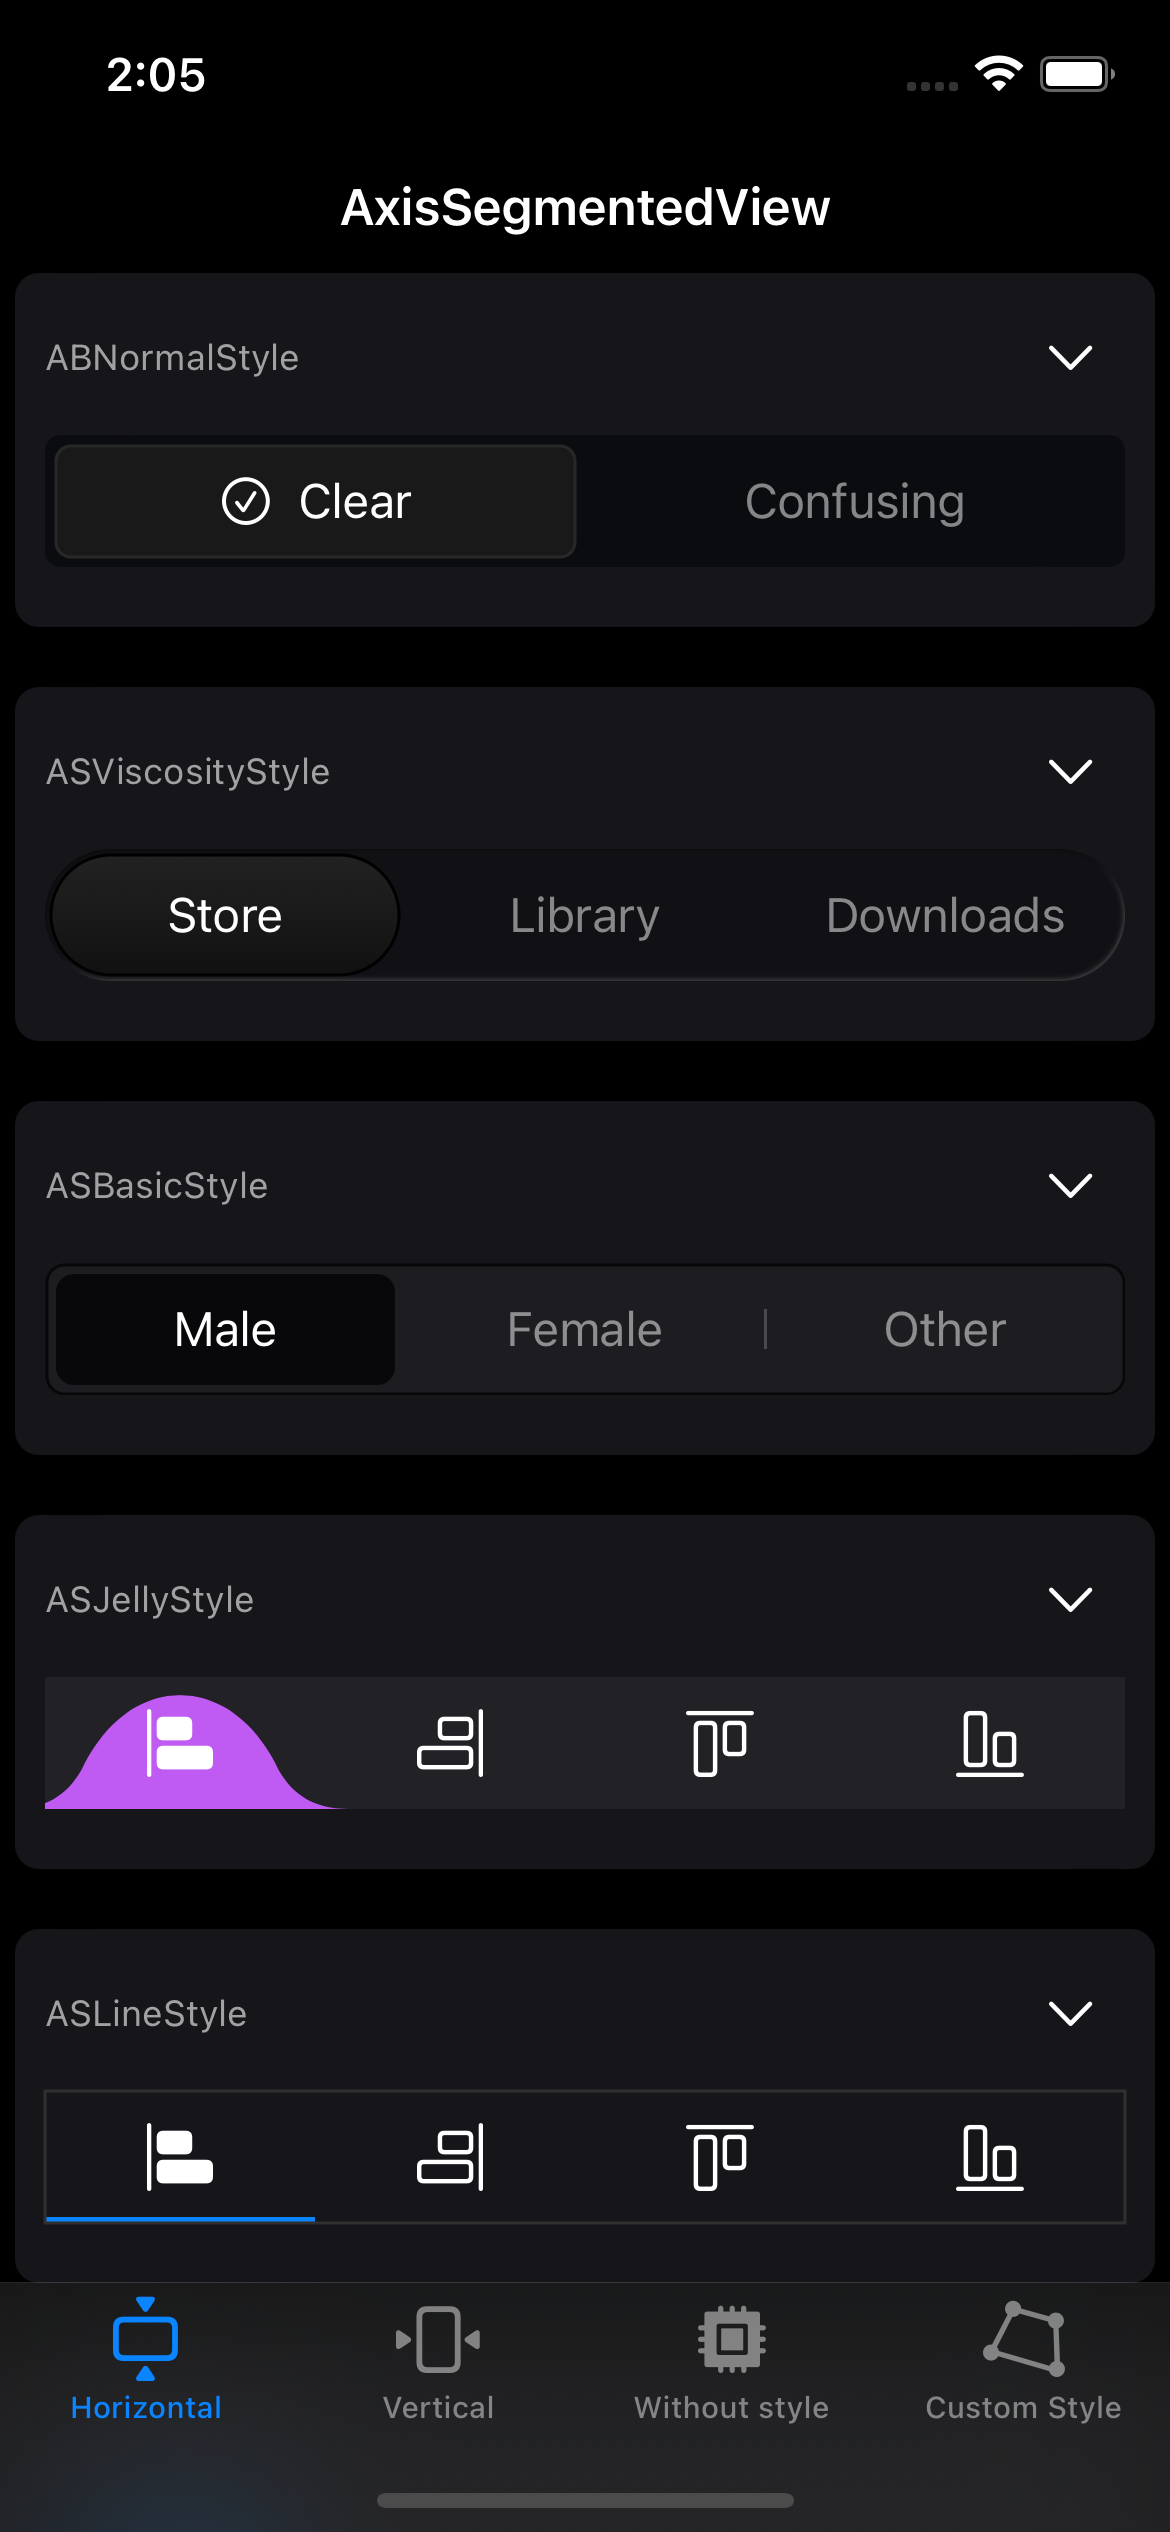 2:05
AxisSegmentedView
ABNormalStyle
Clear Confusing
ASViscosityStyle
Store Library Downloads
ASBasicStyle
Male Female Other
ASJellyStyle
ASLineStyle
Horizontal Vertical Without style Custom Style